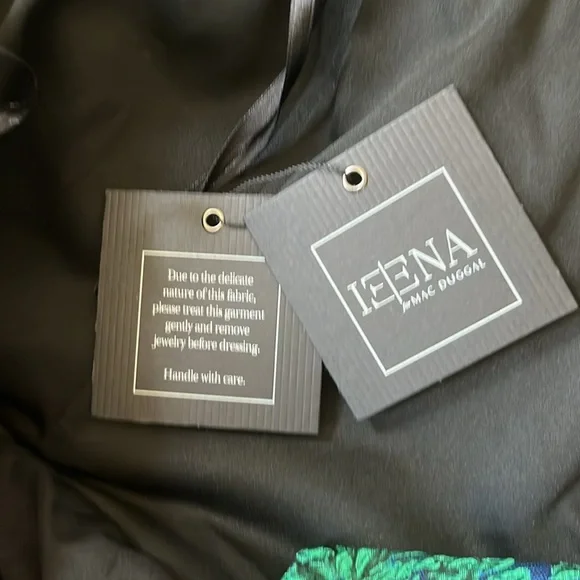 Due to the delicate
nature of this fabric,
please treat this garment
gently and remove
jewelry before dressing.
Handle with care.
IEENA
for MAC DUGGAL